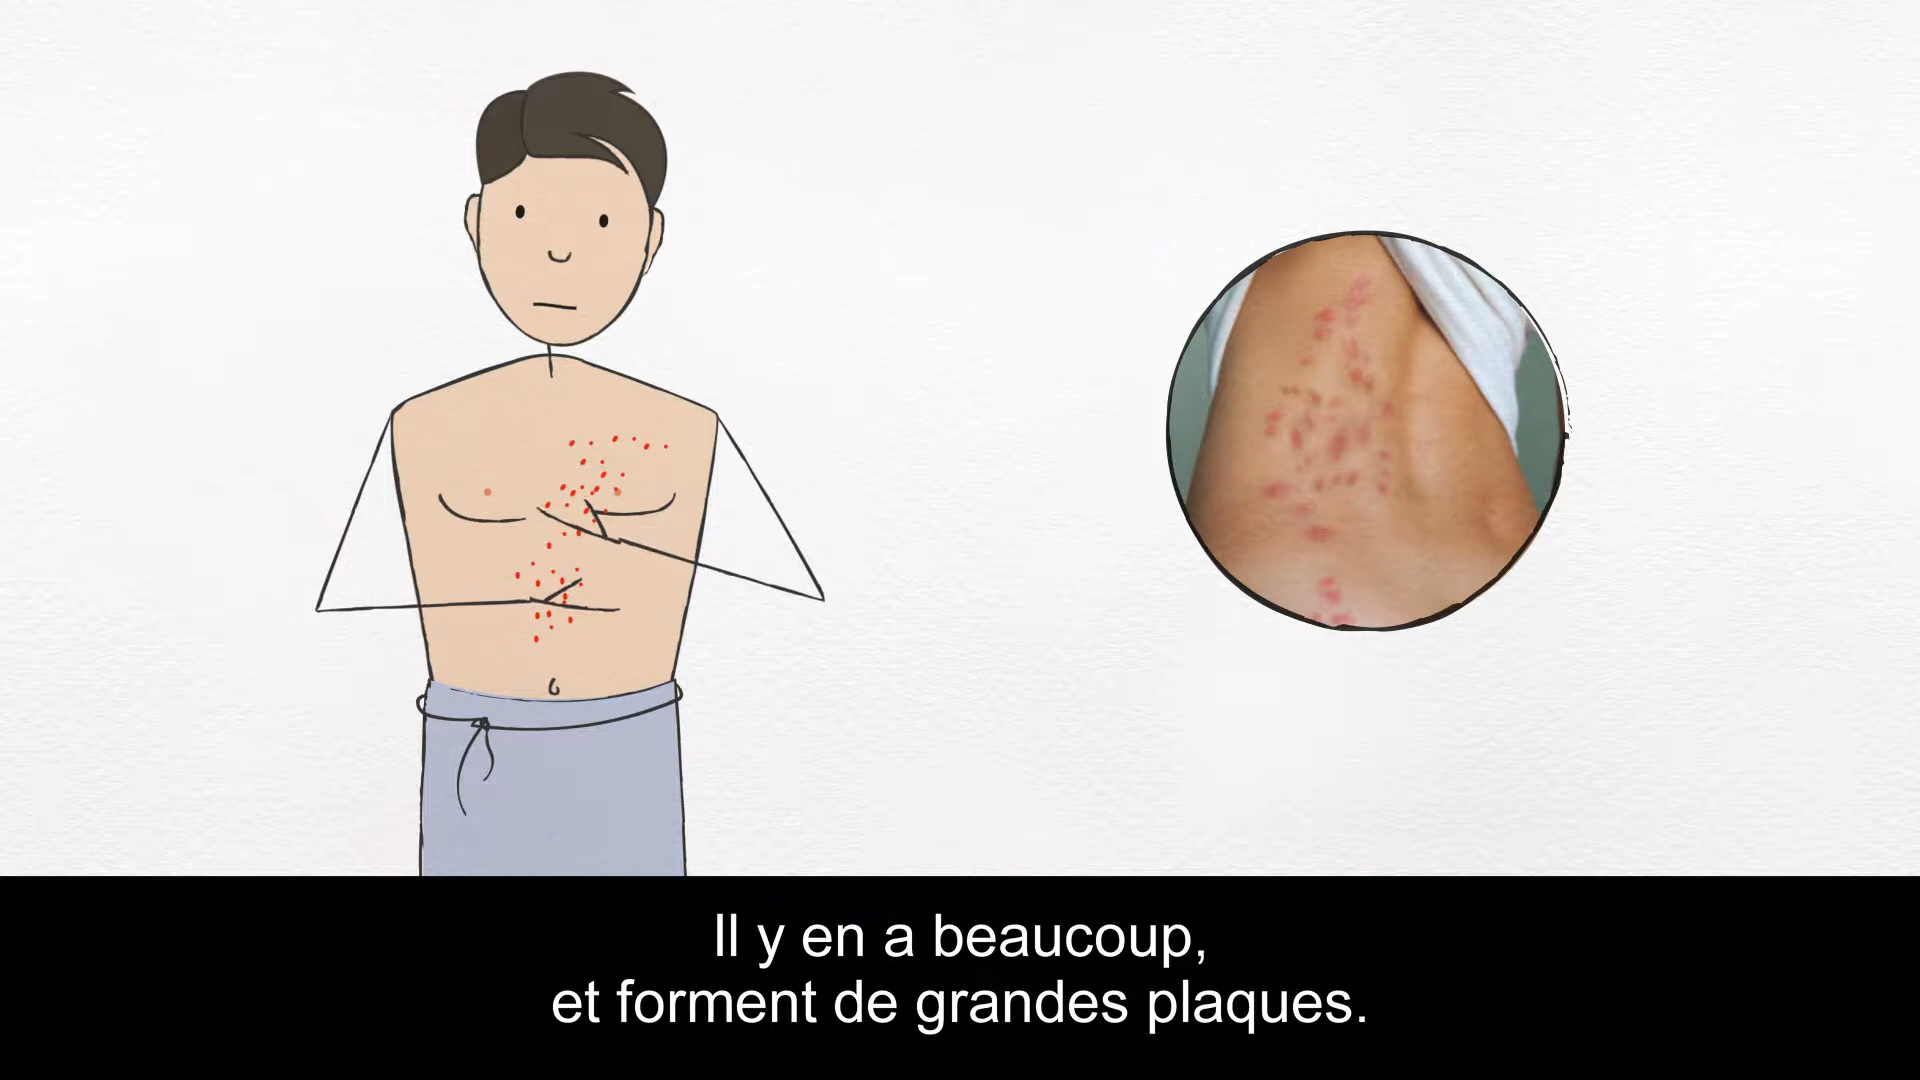 Il y en a beaucoup,
et forment de grandes plaques.